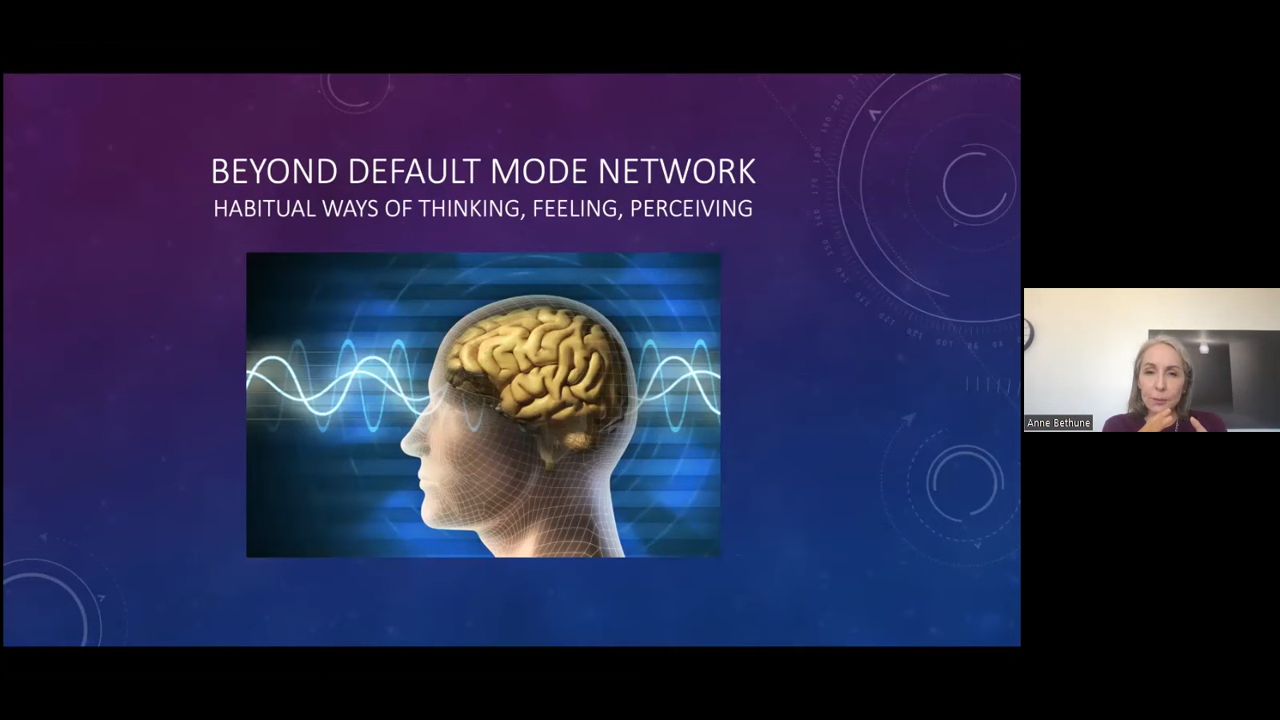 BEYOND DEFAULT MODE NETWORK
HABITUAL WAYS OF THINKING, FEELING, PERCEIVING
Anne Bethune